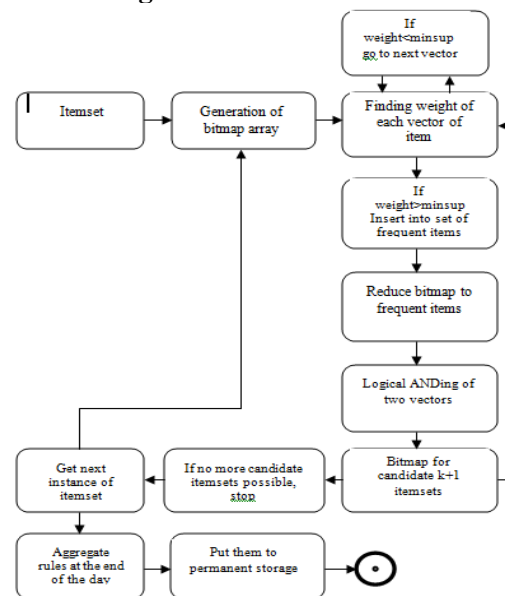 If
weight<minsup
go to next vector
Itemset
Generation of
bitmap array
Finding weight of
each vector of
item
If
weight>minsup
Insert into set of
frequent items
Reduce bitmap to
frequent items
Logical ANDing of
two vectors
Bitmap for
candidate k+1
itemsets
If no more candidate
itemsets possible,
stop
Get next
instance of
itemset
Aggregate
rules at the end
of the day
Put them to
permanent storage